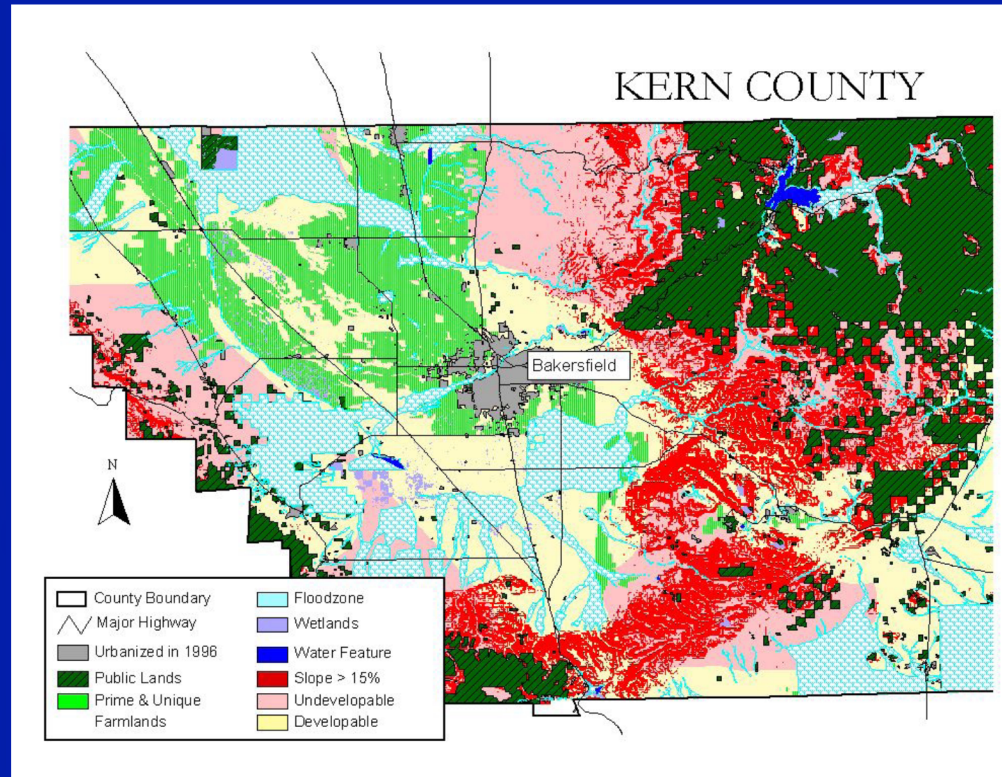 KERN COUNTY
Bakersfield
N
County Boundary
Major Highway
Urbanized in 1996
Public Lands
Prime & Unique
Farmlands
Floodzone
Wetlands
Water Feature
Slope > 15%
Undevelopable
Developable